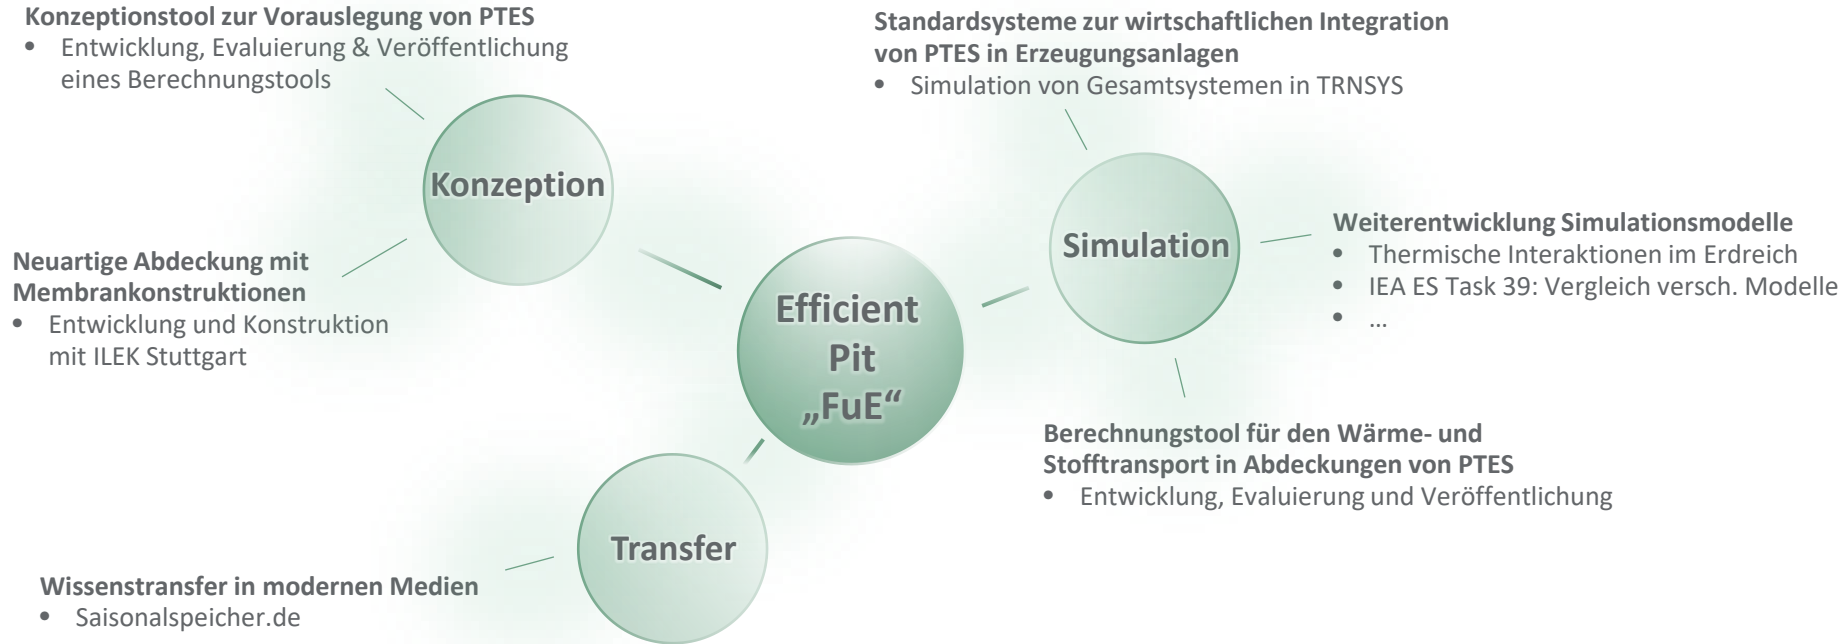 Konzeptionstool zur Vorauslegung von PTES
• Entwicklung, Evaluierung & Veröffentlichung
eines Berechnungstools
Konzeption
Neuartige Abdeckung mit
Membrankonstruktionen
• Entwicklung und Konstruktion
mit ILEK Stuttgart
Standardsysteme zur wirtschaftlichen Integration
von PTES in Erzeugungsanlagen
• Simulation von Gesamtsystemen in TRNSYS
Simulation
Weiterentwicklung Simulationsmodelle
• Thermische Interaktionen im Erdreich
• IEA ES Task 39: Vergleich versch. Modelle
• ...
Efficient
Pit
„FuE“
Berechnungstool für den Wärme- und
Stofftransport in Abdeckungen von PTES
• Entwicklung, Evaluierung und Veröffentlichung
Transfer
Wissenstransfer in modernen Medien
• Saisonalspeicher.de